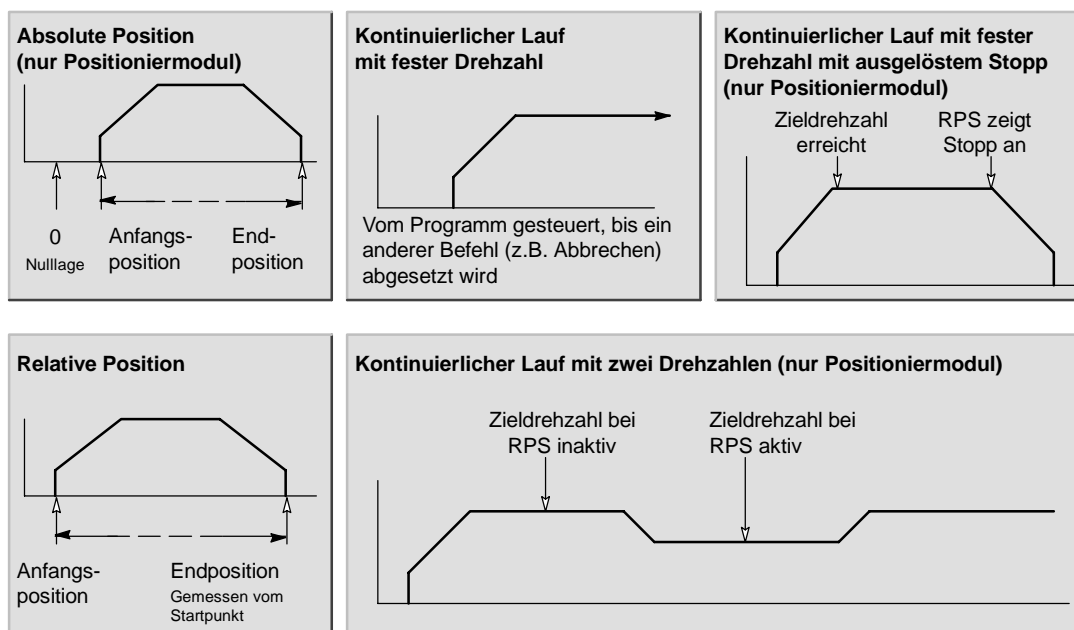 Absolute Position
(nur Positioniermodul)
0
Nulllage
Anfangs-
position
End-
position
Kontinuierlicher Lauf
mit fester Drehzahl
Vom Programm gesteuert, bis ein
anderer Befehl (z.B. Abbrechen)
abgesetzt wird
Kontinuierlicher Lauf mit fester
Drehzahl mit ausgelöstem Stopp
(nur Positioniermodul)
Zieldrehzahl
erreicht
RPS zeigt
Stopp an
Relative Position
Anfangs-
position
Endposition
Gemessen vom
Startpunkt
Kontinuierlicher Lauf mit zwei Drehzahlen (nur Positioniermodul)
Zieldrehzahl bei
RPS inaktiv
Zieldrehzahl bei
RPS aktiv